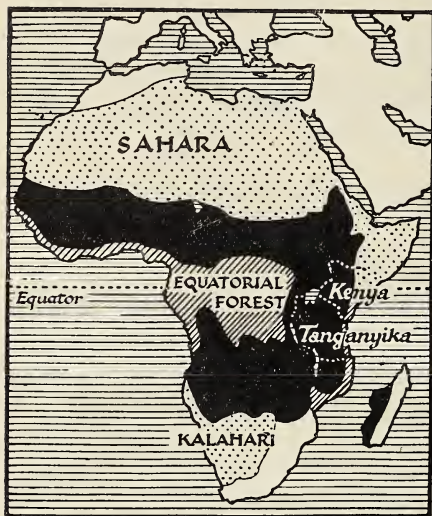 SAHARA
EQUATORIAL
FOREST
Equator
Kenya
Tanganyika
KALAHARI